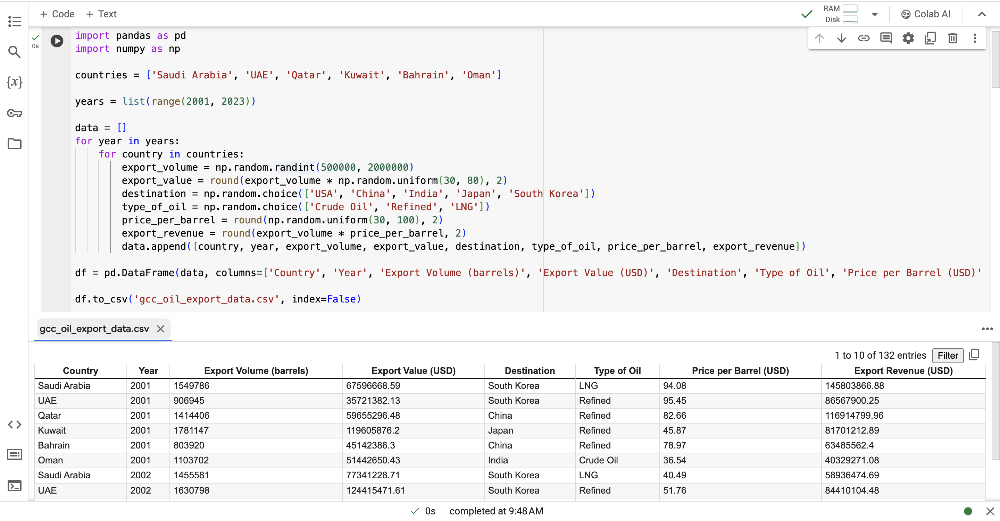 + Code + Text
RAM
Disk
Colab AI
0s
{x}
import pandas as pd
import numpy as np
countries = ['Saudi Arabia', 'UAE', 'Qatar', 'Kuwait', 'Bahrain', 'Oman']
years = list(range(2001, 2023))
data = []
for year in years:
    for country in countries:
        export_volume = np.random.randint(500000, 2000000)
        export_value = round(export_volume * np.random.uniform(30, 80), 2)
        destination = np.random.choice(['USA', 'China', 'India', 'Japan', 'South Korea'])
        type_of_oil = np.random.choice(['Crude Oil', 'Refined', 'LNG'])
        price_per_barrel = round(np.random.uniform(30, 100), 2)
        export_revenue = round(export_volume * price_per_barrel, 2)
        data.append([country, year, export_volume, export_value, destination, type_of_oil, price_per_barrel, export_revenue])
df = pd.DataFrame(data, columns=['Country', 'Year', 'Export Volume (barrels)', 'Export Value (USD)', 'Destination', 'Type of Oil', 'Price per Barrel (USD)'
df.to_csv('gcc_oil_export_data.csv', index=False)
gcc_oil_export_data.csv
1 to 10 of 132 entries Filter
Country Year Export Volume (barrels) Export Value (USD) Destination Type of Oil Price per Barrel (USD) Export Revenue (USD)
Saudi Arabia 2001 1549786 67596668.59 South Korea LNG 94.08 145803866.88
UAE 2001 906945 35721382.13 South Korea Refined 95.45 86567900.25
Qatar 2001 1414406 59655296.48 China Refined 82.66 116914799.96
Kuwait 2001 1781147 119605876.2 Japan Refined 45.87 81701212.89
Bahrain 2001 803920 45142386.3 China Refined 78.97 63485562.4
Oman 2001 1103702 51442650.43 India Crude Oil 36.54 40329271.08
Saudi Arabia 2002 1455581 77341228.71 South Korea LNG 40.49 58936474.69
UAE 2002 1630798 124415471.61 South Korea Refined 51.76 84410104.48
0s completed at 9:48 AM